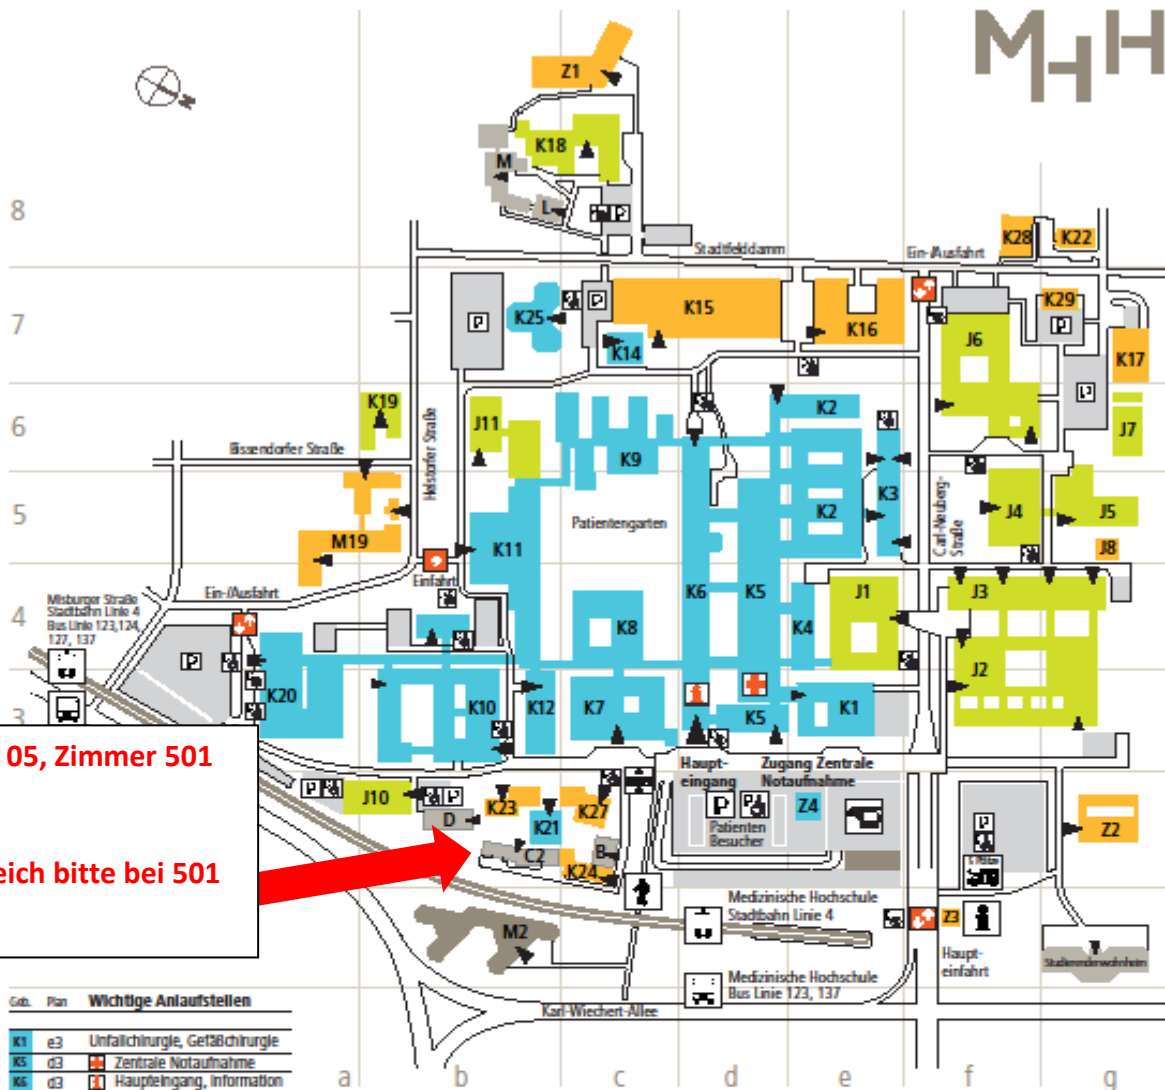 MHH
Z1
K18
M
L
8
Stadtfelddamm
Ein-/Ausfahrt
K28
K22
7
P
K25
P
K15
K14
K16
J6
K29
P
K17
6
K19
Bissendorfer Straße
Helstorfer Straße
J11
K9
K2
P
J7
5
M19
K11
Patientengarten
K2
K3
Carl-Neuberg-
Straße
J4
J5
J8
Einfahrt
4
Misburger Straße
Stadtbahn Linie 4
Bus Linie 123,124,
127, 137
Ein-/Ausfahrt
P
K8
K6
K5
K4
J1
J3
J2
3
K20
K10
K12
K7
K5
K1
05, Zimmer 501
eich bitte bei 501
Haupt-
eingang
Zugang Zentrale
Notaufnahme
P
Patienten
Besucher
Z4
P
J10
P
D
K23
K21
K27
C2
B
K24
P
5 Plätze
Z2
M2
Medizinische Hochschule
Stadtbahn Linie 4
Z3
Haupt-
einfahrt
Studierendenwohnheim
Medizinische Hochschule
Bus Linie 123, 137
Karl-Wiechert-Allee
Geb. Plan Wichtige Anlaufstellen
K1 e3 Unfallchirurgie, Gefäßchirurgie
K5 d3 Zentrale Notaufnahme
K6 d3 Haupteingang, Information
a b c d e f g